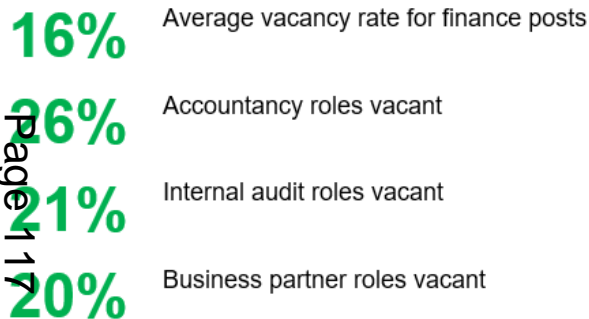 16% Average vacancy rate for finance posts
26% Accountancy roles vacant
21% Internal audit roles vacant
20% Business partner roles vacant
Page 117